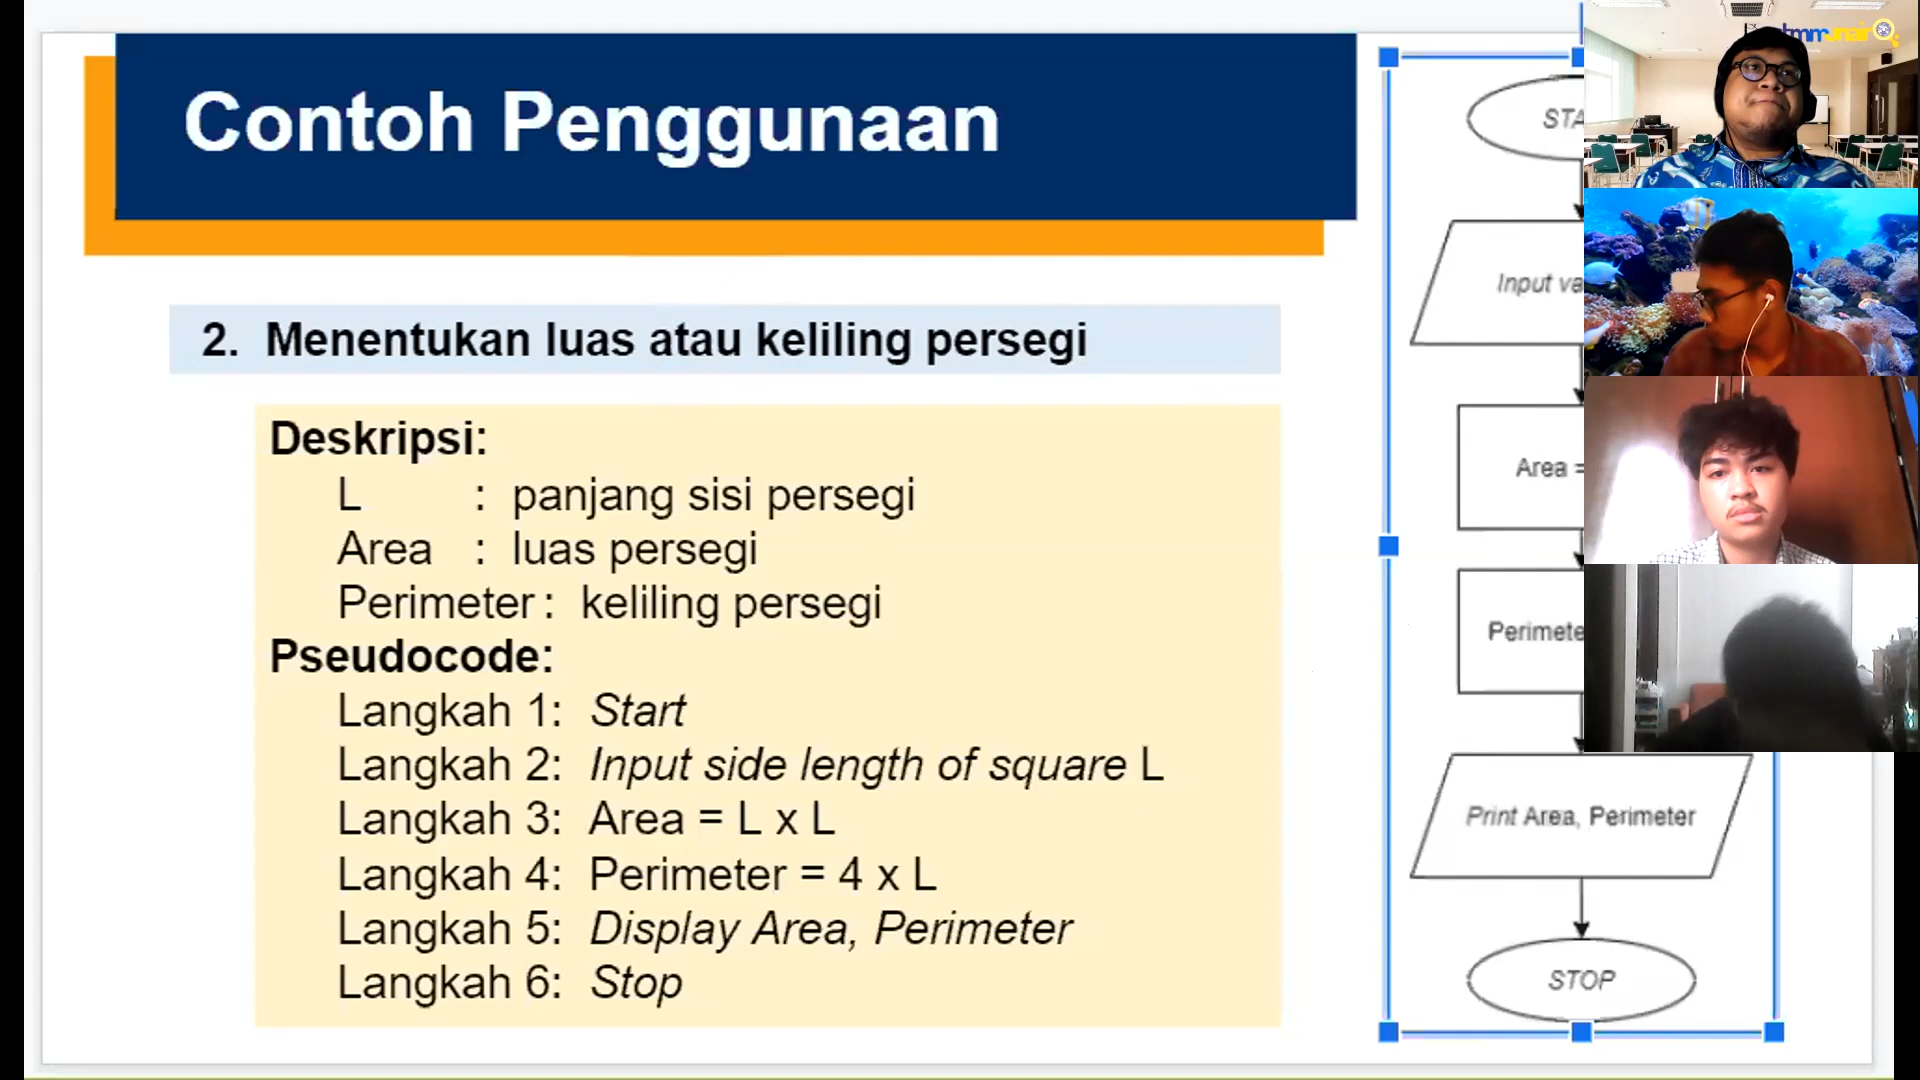 Contoh Penggunaan
2. Menentukan luas atau keliling persegi
Deskripsi:
L : panjang sisi persegi
Area : luas persegi
Perimeter : keliling persegi
Pseudocode:
Langkah 1: Start
Langkah 2: Input side length of square L
Langkah 3: Area = L x L
Langkah 4: Perimeter = 4 x L
Langkah 5: Display Area, Perimeter
Langkah 6: Stop
STA
Input va
Area =
Perimete
Print Area, Perimeter
STOP